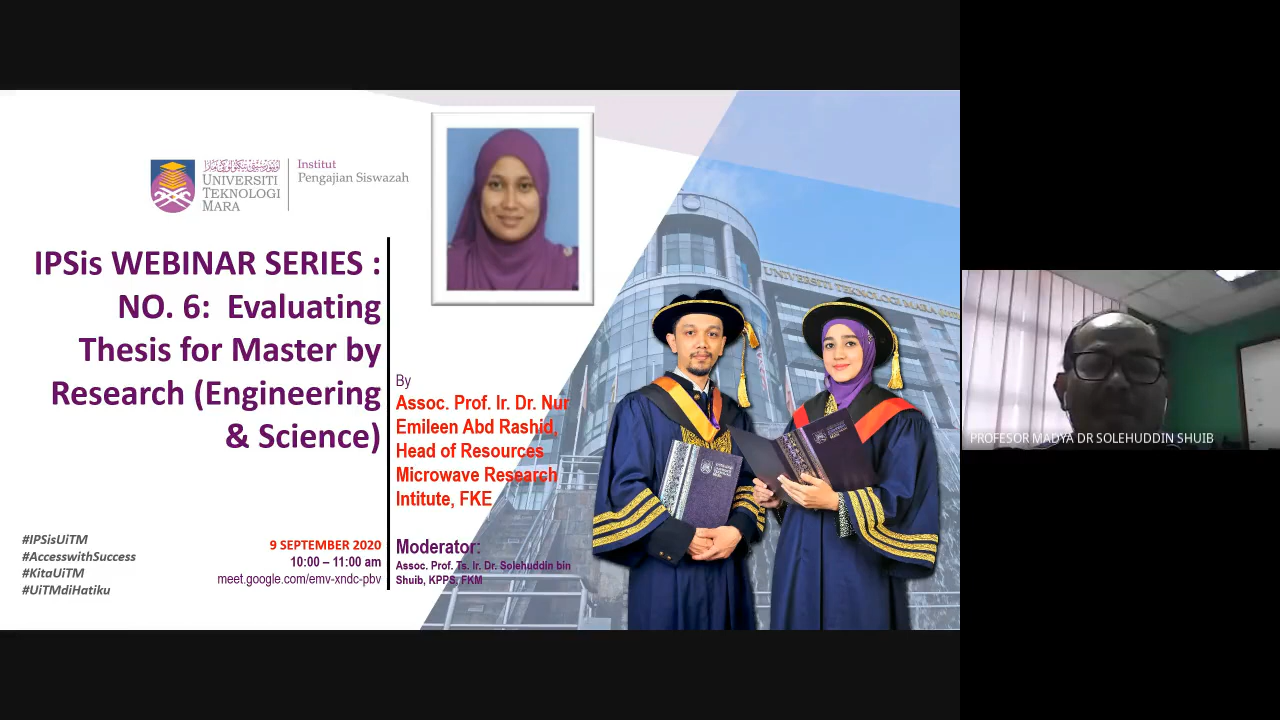 UNIVERSITI
TEKNOLOGI
MARA
Institut
Pengajian Siswazah
IPSis WEBINAR SERIES :
NO. 6: Evaluating
Thesis for Master by
Research (Engineering
& Science)
By
Assoc. Prof. Ir. Dr. Nur
Emileen Abd Rashid,
Head of Resources
Microwave Research
Intitute, FKE
#IPSisUiTM
#AccesswithSuccess
#KitaUiTM
#UiTMdiHatiku
9 SEPTEMBER 2020
10:00 – 11:00 am
meet.google.com/emv-xndc-pbv
Moderator:
Assoc. Prof. Ts. Ir. Dr. Solehuddin bin
Shuib, KPPS, FKM
UNIVERSITI TEKNOLOGI MARA
PROFESOR MADYA DR SOLEHUDDIN SHUIB